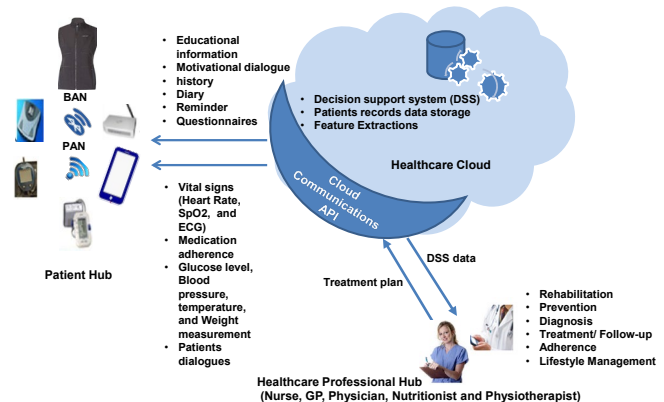 BAN
PAN
Patient Hub
• Educational
information
• Motivational dialogue
• history
• Diary
• Reminder
• Questionnaires
• Vital signs
(Heart Rate,
SpO2, and
ECG)
• Medication
adherence
• Glucose level,
Blood
pressure,
temperature,
and Weight
measurement
• Patients
dialogues
• Decision support system (DSS)
• Patients records data storage
• Feature Extractions
Healthcare Cloud
Cloud
Communications
API
DSS data
Treatment plan
• Rehabilitation
• Prevention
• Diagnosis
• Treatment/ Follow-up
• Adherence
• Lifestyle Management
Healthcare Professional Hub
(Nurse, GP, Physician, Nutritionist and Physiotherapist)